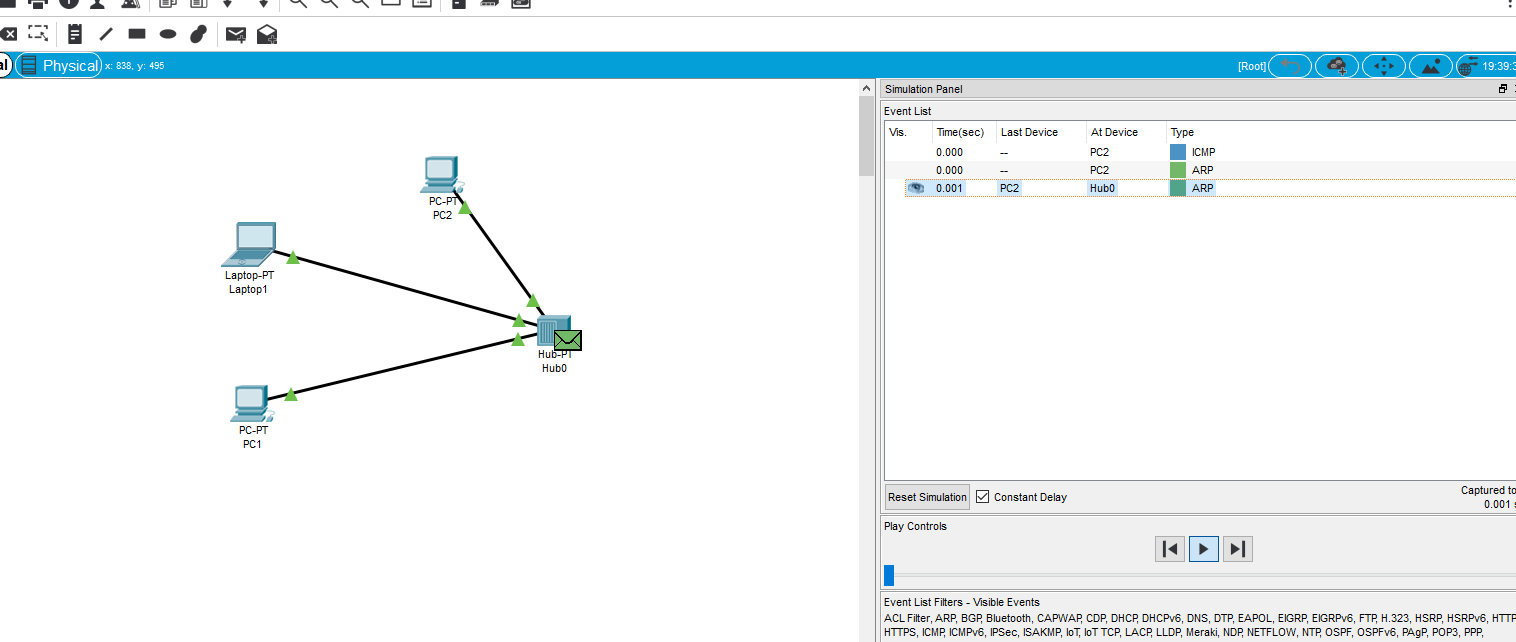 al Physical x: 838, y: 495 [Root] 19:39:3
Simulation Panel
Event List
Vis. Time(sec) Last Device At Device Type
0.000 -- PC2 ICMP
0.000 -- PC2 ARP
0.001 PC2 Hub0 ARP
PC-PT
PC2
Laptop-PT
Laptop1
Hub-PT
Hub0
PC-PT
PC1
Reset Simulation Constant Delay Captured to
0.001 s
Play Controls
Event List Filters - Visible Events
ACL Filter, ARP, BGP, Bluetooth, CAPWAP, CDP, DHCP, DHCPv6, DNS, DTP, EAPOL, EIGRP, EIGRPv6, FTP, H.323, HSRP, HSRPv6, HTTP
HTTPS, ICMP, ICMPv6, IPSec, ISAKMP, IoT, IoT TCP, LACP, LLDP, Meraki, NDP, NETFLOW, NTP, OSPF, OSPFv6, PAgP, POP3, PPP,